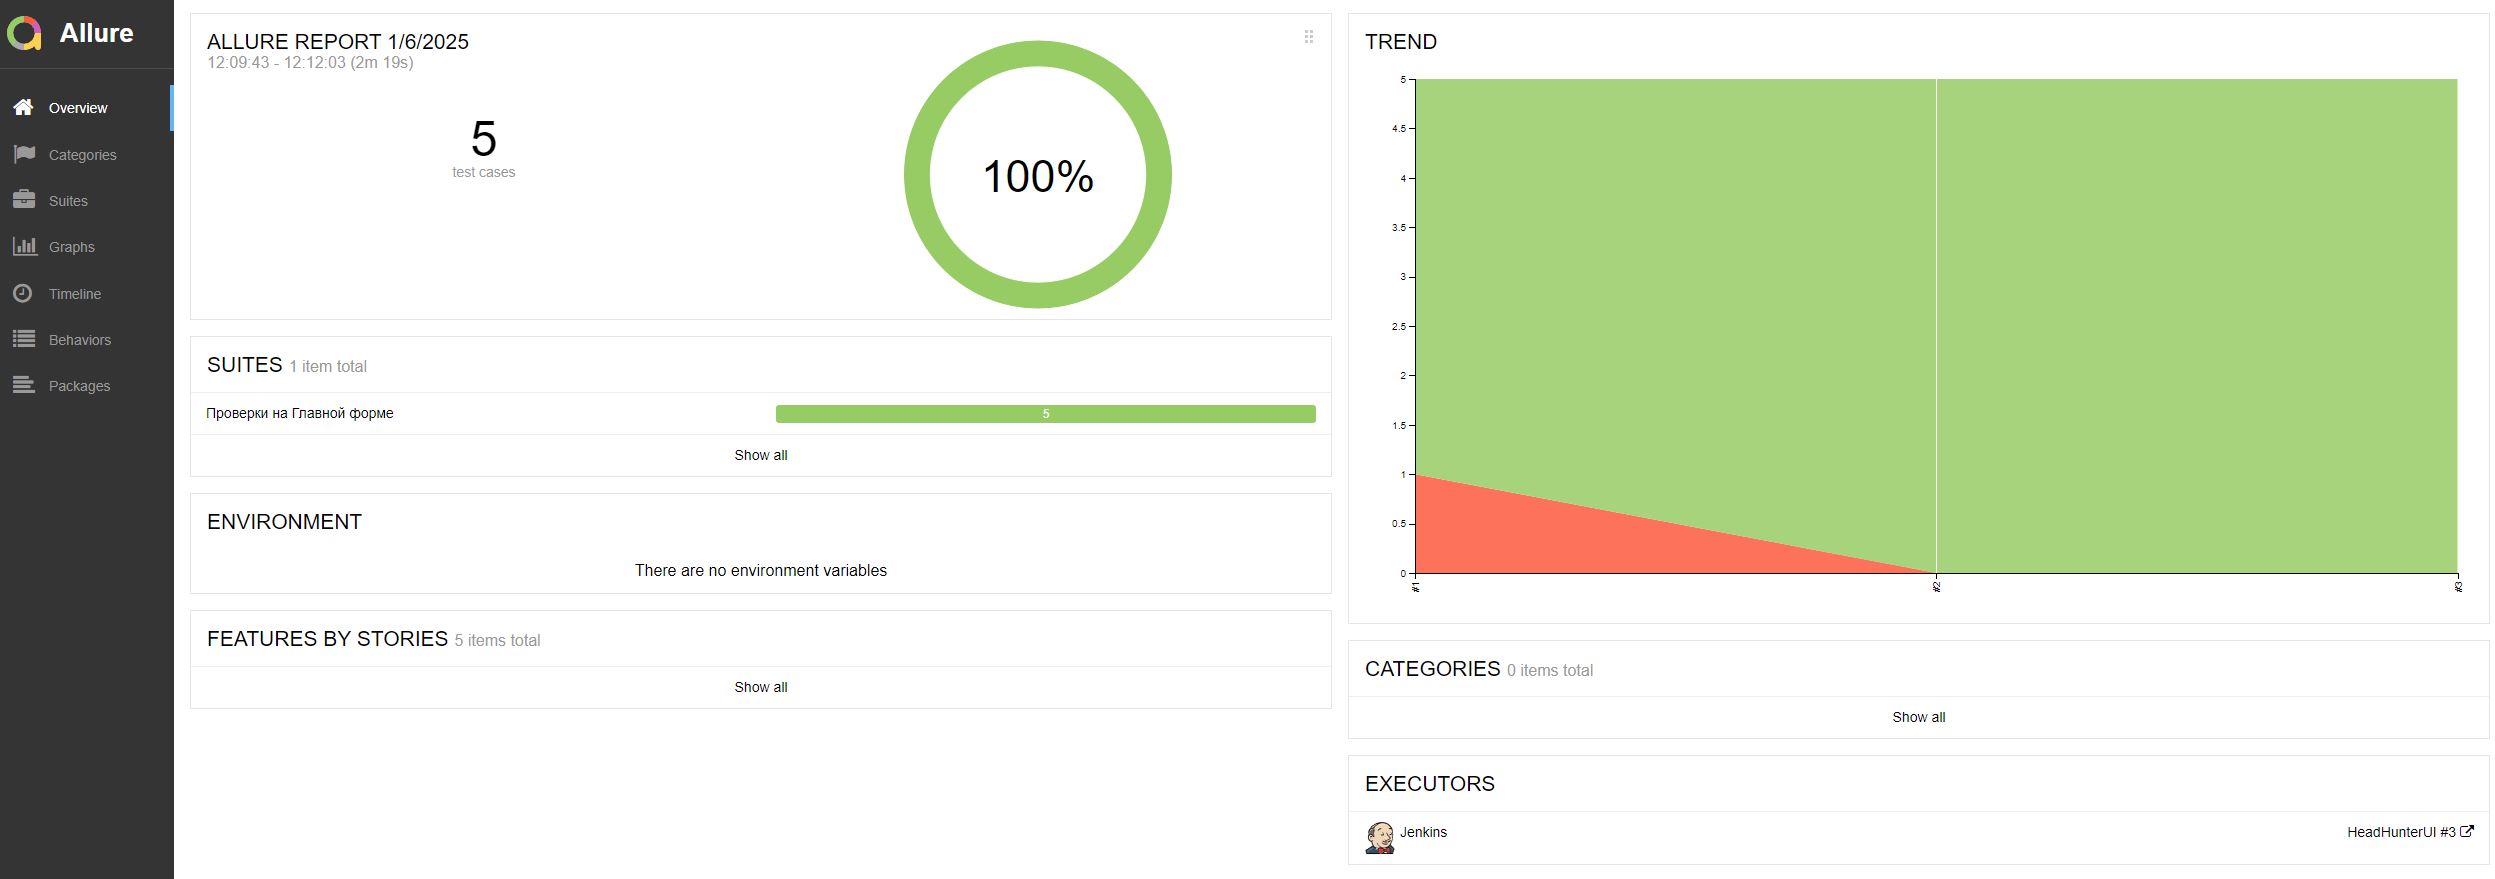 Allure
Overview
Categories
Suites
Graphs
Timeline
Behaviors
Packages
ALLURE REPORT 1/6/2025
12:09:43 - 12:12:03 (2m 19s)
5
test cases
100%
SUITES 1 item total
Проверки на Главной форме 5
Show all
ENVIRONMENT
There are no environment variables
FEATURES BY STORIES 5 items total
Show all
TREND
5
4.5
4
3.5
3
2.5
2
1.5
1
0.5
0
#1 #2 #3
CATEGORIES 0 items total
Show all
EXECUTORS
Jenkins HeadHunterUI #3